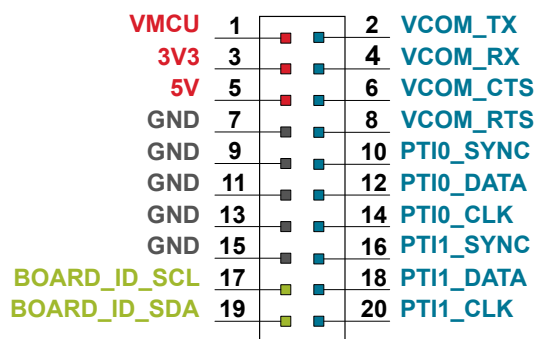 VMCU 1 2 VCOM_TX
3V3 3 4 VCOM_RX
5V 5 6 VCOM_CTS
GND 7 8 VCOM_RTS
GND 9 10 PTI0_SYNC
GND 11 12 PTI0_DATA
GND 13 14 PTI0_CLK
GND 15 16 PTI1_SYNC
BOARD_ID_SCL 17 18 PTI1_DATA
BOARD_ID_SDA 19 20 PTI1_CLK